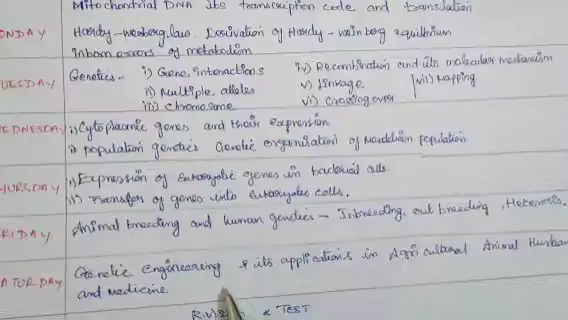 Mitochondrial DNA its transcription code and translation
ONDAY Hardy-weinberg law. Derivation of Hardy-weinberg equilibrium
inborn errors of metabolism
UESDAY Genetics - i) Gene, interactions iv) Recombination and its molecular mechanism
ii) Multiple, alleles v) Linkage vii) Mapping
iii) chromosome vi) crossing over
EDNESDAY i) Cytoplasmic genes and their expression
ii population genetics Genetic organisation of Mendelian population
HURSDAY i) Expression of Eukaryotic genes in bacterial cells.
ii) Transfer of genes into Eukaryotic cells.
RIDAY Animal breeding and human genetics - Inbreeding, out breeding, Heterosis.
ATURDAY Genetic Engineering & its applications in Agricultural Animal Husban
and medicine
& TEST